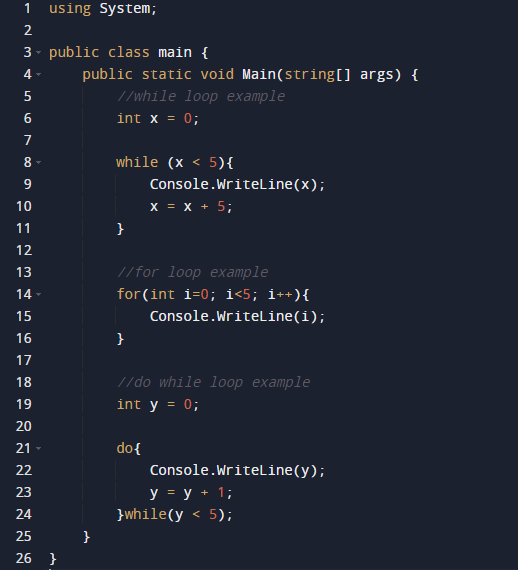 1 using System;
2
3 public class main {
4     public static void Main(string[] args) {
5         //while loop example
6         int x = 0;
7
8         while (x < 5){
9             Console.WriteLine(x);
10             x = x + 5;
11         }
12
13         //for loop example
14         for(int i=0; i<5; i++){
15             Console.WriteLine(i);
16         }
17
18         //do while loop example
19         int y = 0;
20
21         do{
22             Console.WriteLine(y);
23             y = y + 1;
24         }while(y < 5);
25     }
26 }